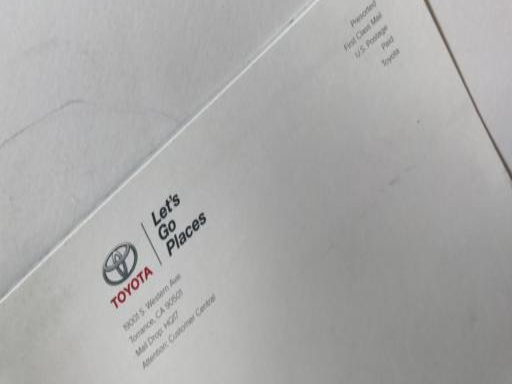 Presorted
First Class Mail
U.S. Postage
Paid
Toyota
TOYOTA
Let's
Go
Places
19001 S. Western Ave.
Torrance, CA 90501
Mail Drop: HQ17
Attention: Customer Central